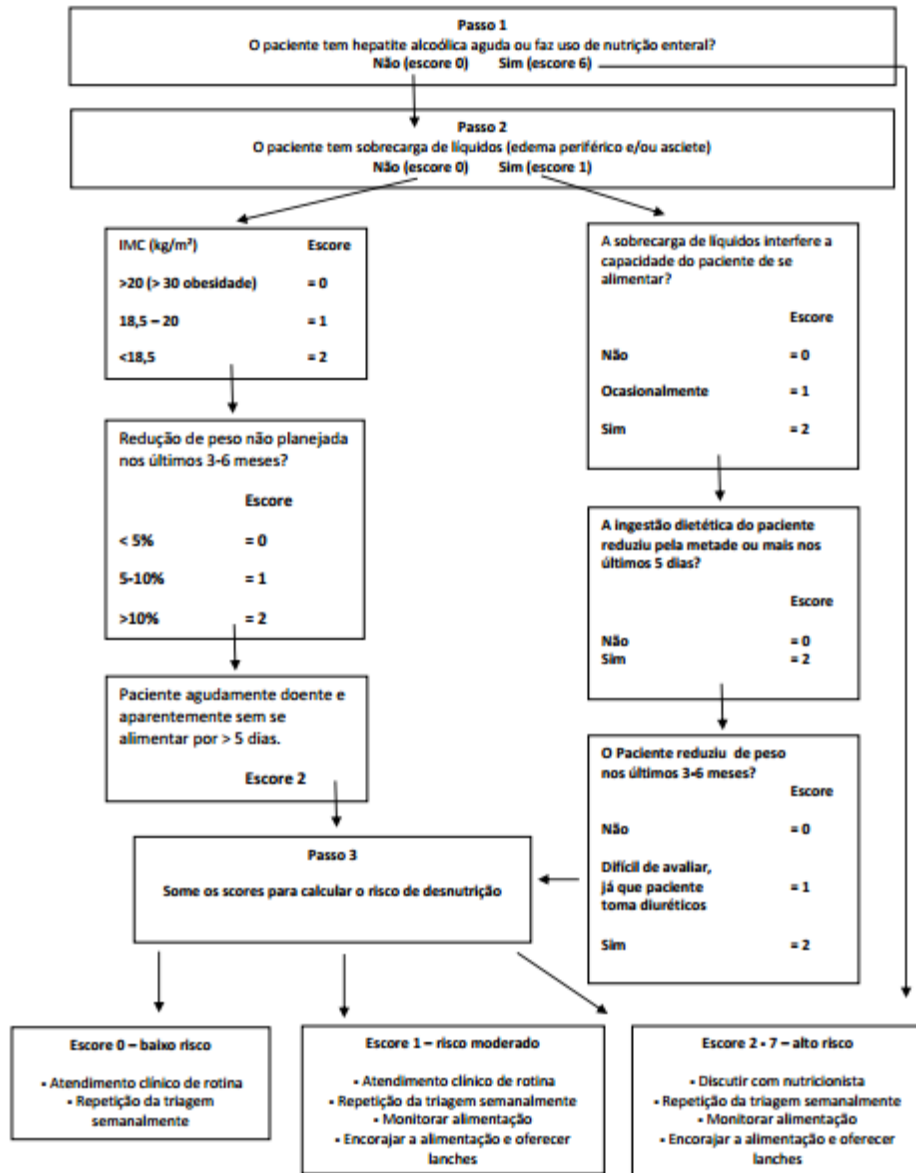 Passo 1
O paciente tem hepatite alcoólica aguda ou faz uso de nutrição enteral?
Não (escore 0) Sim (escore 6)
Passo 2
O paciente tem sobrecarga de líquidos (edema periférico e/ou asciete)
Não (escore 0) Sim (escore 1)
IMC (kg/m²) Escore
>20 (> 30 obesidade) = 0
18,5 – 20 = 1
<18,5 = 2
Redução de peso não planejada
nos últimos 3-6 meses?
Escore
< 5% = 0
5-10% = 1
>10% = 2
Paciente agudamente doente e
aparentemente sem se
alimentar por > 5 dias.
Escore 2
A sobrecarga de líquidos interfere a
capacidade do paciente de se
alimentar?
Escore
Não = 0
Ocasionalmente = 1
Sim = 2
A ingestão dietética do paciente
reduziu pela metade ou mais nos
últimos 5 dias?
Escore
Não = 0
Sim = 2
O Paciente reduziu de peso
nos últimos 3-6 meses?
Escore
Não = 0
Difícil de avaliar,
já que paciente = 1
toma diuréticos
Sim = 2
Passo 3
Some os scores para calcular o risco de desnutrição
Escore 0 – baixo risco
▪ Atendimento clínico de rotina
▪ Repetição da triagem
semanalmente
Escore 1 – risco moderado
▪ Atendimento clínico de rotina
▪ Repetição da triagem semanalmente
▪ Monitorar alimentação
▪ Encorajar a alimentação e oferecer
lanches
Escore 2 - 7 – alto risco
▪ Discutir com nutricionista
▪ Repetição da triagem semanalmente
▪ Monitorar alimentação
▪ Encorajar a alimentação e oferecer
lanches